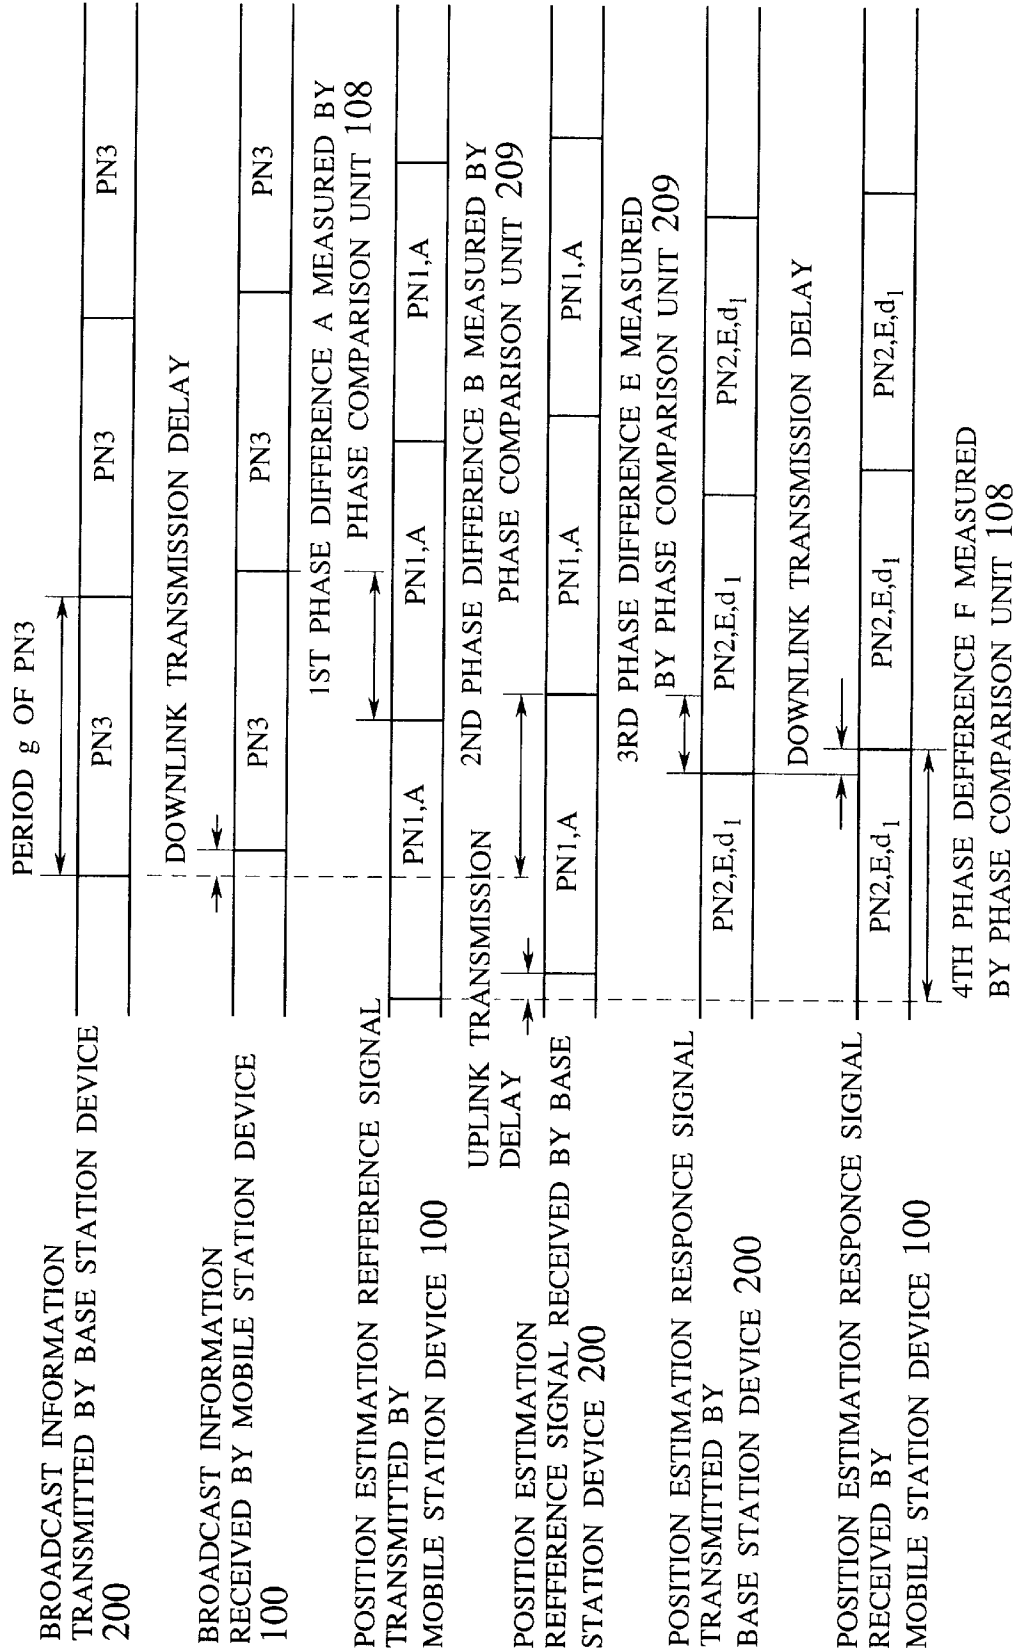 BROADCAST INFORMATION
TRANSMITTED BY BASE STATION DEVICE
200
PERIOD g OF PN3
PN3
PN3
PN3
DOWNLINK TRANSMISSION DELAY
BROADCAST INFORMATION
RECEIVED BY MOBILE STATION DEVICE
100
PN3
PN3
PN3
1ST PHASE DIFFERENCE A MEASURED BY
PHASE COMPARISON UNIT 108
POSITION ESTIMATION REFFERENCE SIGNAL
TRANSMITTED BY
MOBILE STATION DEVICE 100
PN1,A
PN1,A
PN1,A
UPLINK TRANSMISSION
DELAY
2ND PHASE DIFFERENCE B MEASURED BY
PHASE COMPARISON UNIT 209
POSITION ESTIMATION
REFFERENCE SIGNAL RECEIVED BY BASE
STATION DEVICE 200
PN1,A
PN1,A
PN1,A
3RD PHASE DIFFERENCE E MEASURED
BY PHASE COMPARISON UNIT 209
POSITION ESTIMATION RESPONCE SIGNAL
TRANSMITTED BY
BASE STATION DEVICE 200
PN2,E,d1
PN2,E,d1
PN2,E,d1
DOWNLINK TRANSMISSION DELAY
POSITION ESTIMATION RESPONCE SIGNAL
RECEIVED BY
MOBILE STATION DEVICE 100
PN2,E,d1
PN2,E,d1
PN2,E,d1
4TH PHASE DEFFERENCE F MEASURED
BY PHASE COMPARISON UNIT 108